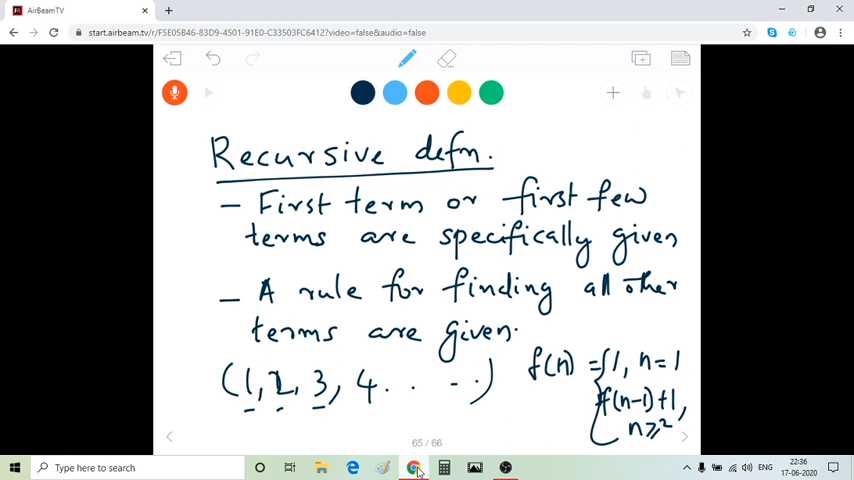 AirBeamTV
start.airbeam.tv/r/F5E05B46-83D9-4501-91E0-C33503FC6412?video=false&audio=false
Recursive defn.
– First term or first few
terms are specifically given
– A rule for finding all other
terms are given.
(1, 2, 3, 4 . . - - .)
f(n) = { 1, n=1
f(n-1)+1,
n≥2
65 / 66
Type here to search
ENG
22:36
17-06-2020